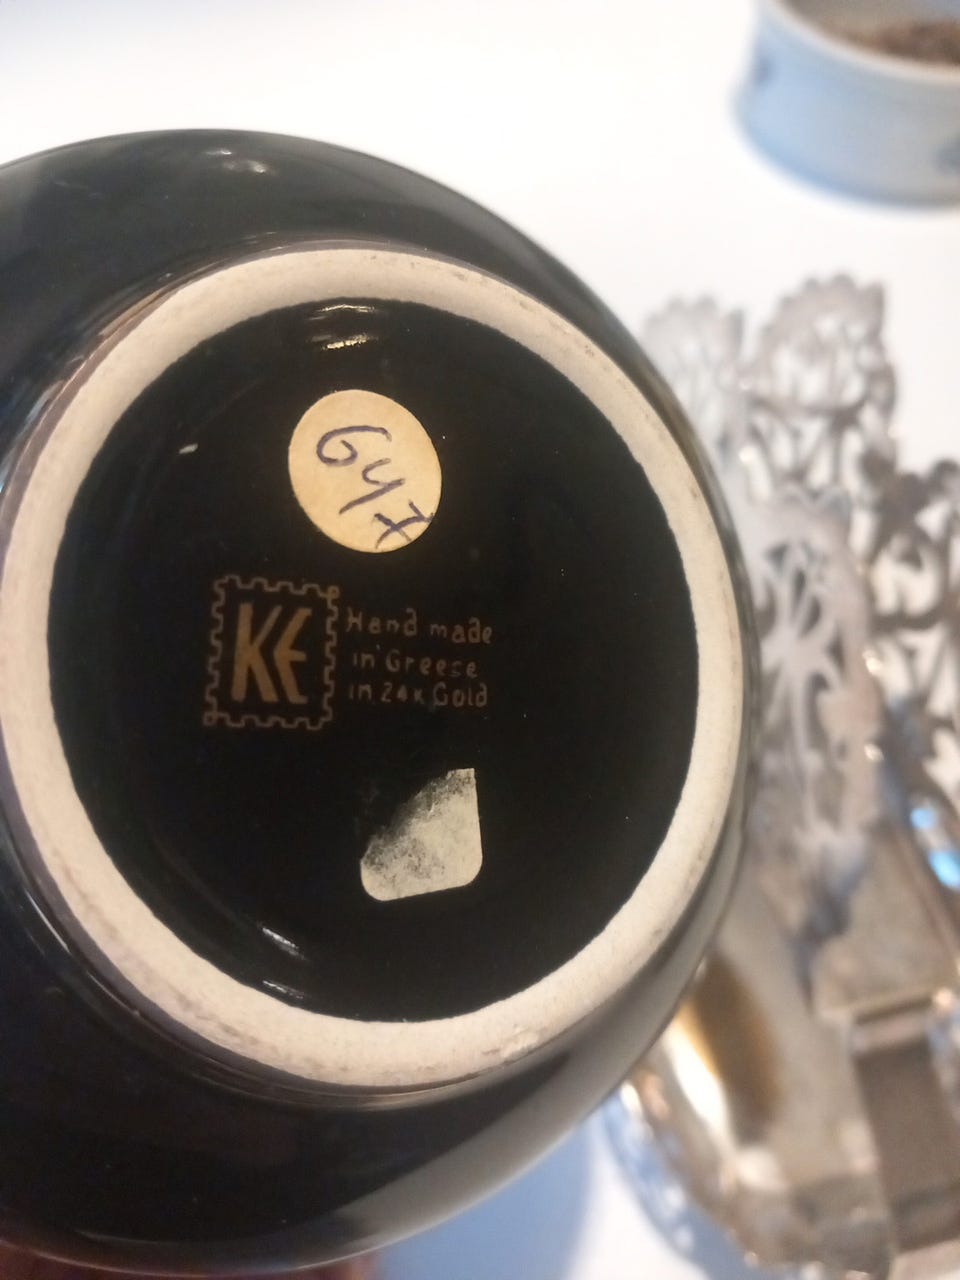 647
KE
Hand made
in Greese
in 24k Gold